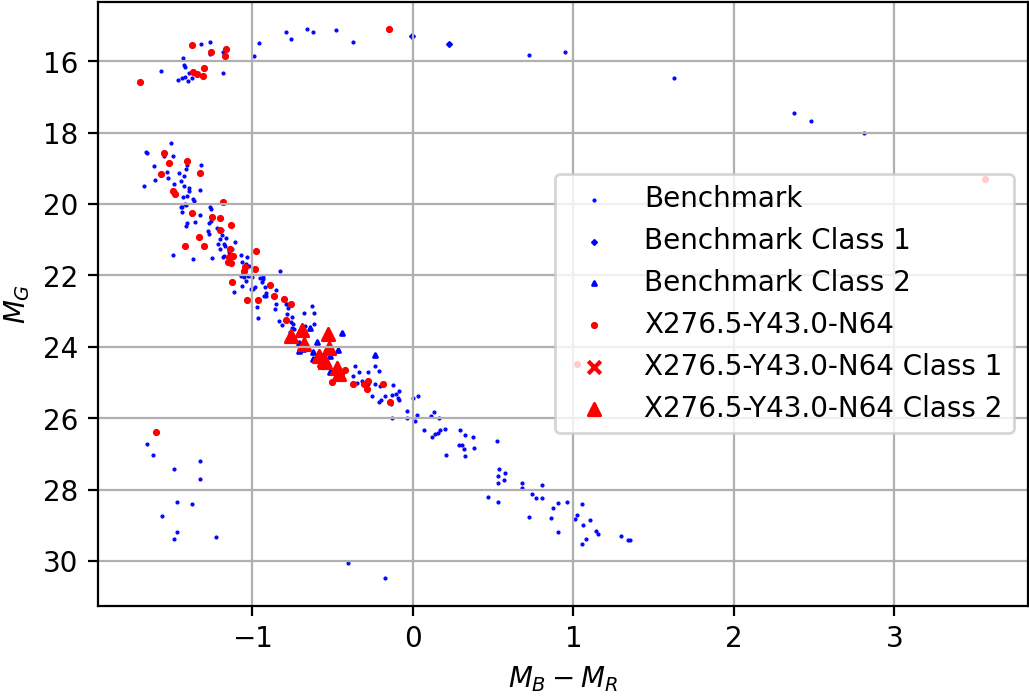 16
18
20
22
24
26
28
30
M_G
Benchmark
Benchmark Class 1
Benchmark Class 2
X276.5-Y43.0-N64
X276.5-Y43.0-N64 Class 1
X276.5-Y43.0-N64 Class 2
−1 0 1 2 3
M_B − M_R